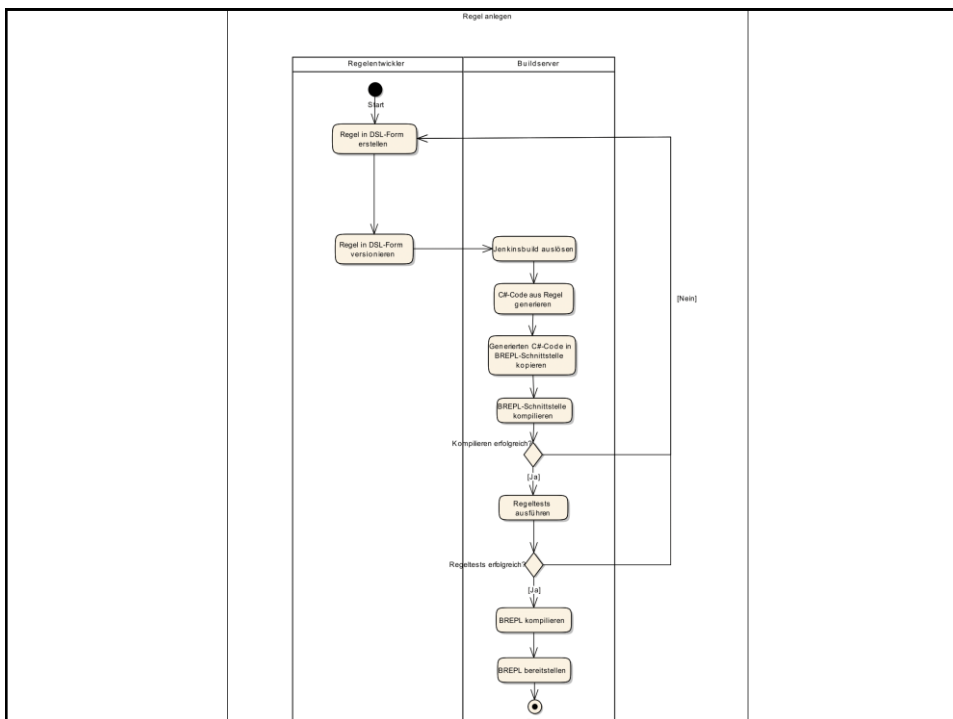 Regel anlegen
Regelentwickler
Buildserver
Start
Regel in DSL-Form
erstellen
Regel in DSL-Form
versionieren
Jenkinsbuild auslösen
C#-Code aus Regel
generieren
[Nein]
Generierten C#-Code in
BREPL-Schnittstelle
kopieren
BREPL-Schnittstelle
kompilieren
Kompilieren erfolgreich?
[Ja]
Regeltests
ausführen
Regeltests erfolgreich?
[Ja]
BREPL kompilieren
BREPL bereitstellen